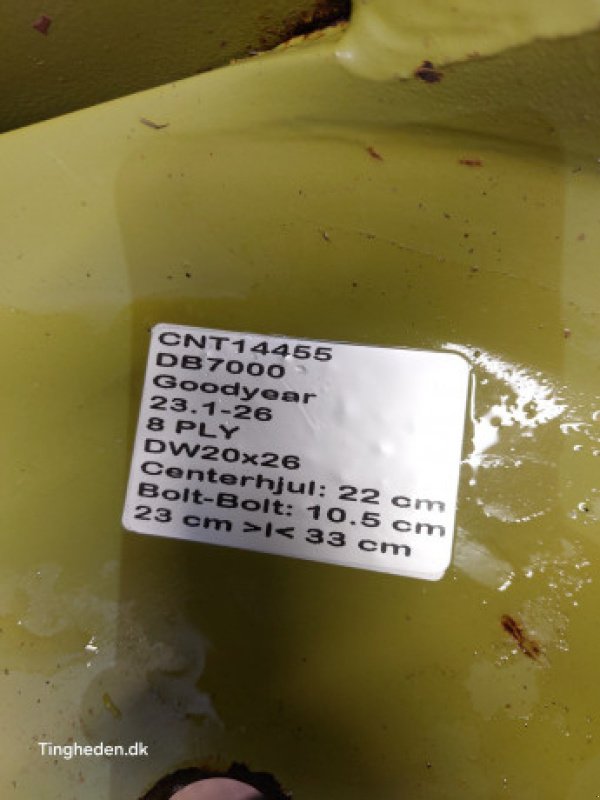 CNT14455
DB7000
Goodyear
23.1-26
8 PLY
DW20x26
Centerhjul: 22 cm
Bolt-Bolt: 10.5 cm
23 cm >I< 33 cm
Tingheden.dk